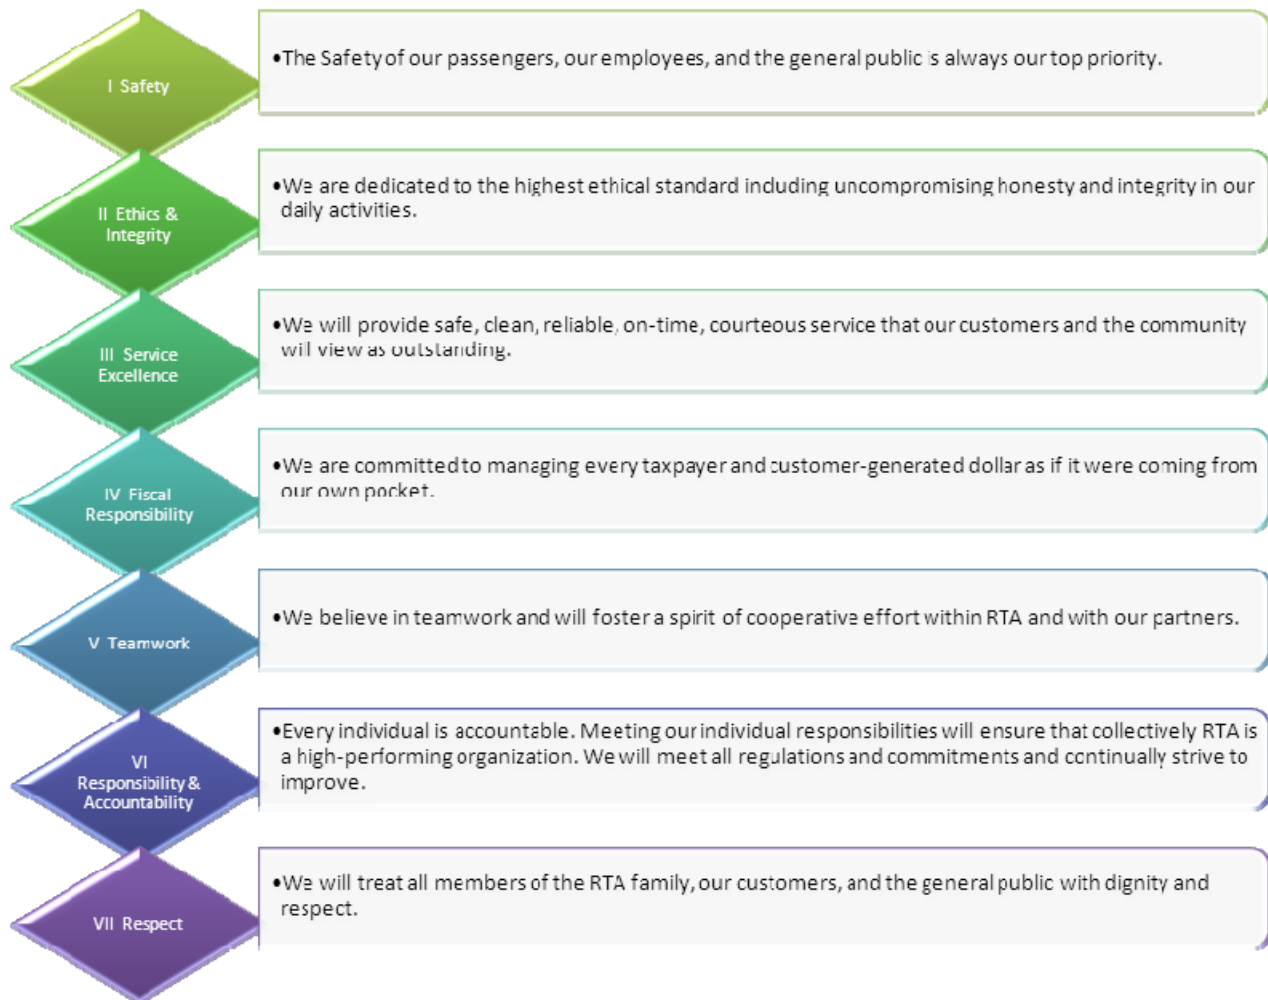 I Safety
•The Safety of our passengers, our employees, and the general public is always our top priority.
II Ethics &
Integrity
•We are dedicated to the highest ethical standard including uncompromising honesty and integrity in our
daily activities.
III Service
Excellence
•We will provide safe, clean, reliable, on-time, courteous service that our customers and the community
will view as outstanding.
IV Fiscal
Responsibility
•We are committed to managing every taxpayer and customer-generated dollar as if it were coming from
our own pocket.
V Teamwork
•We believe in teamwork and will foster a spirit of cooperative effort within RTA and with our partners.
VI
Responsibility &
Accountability
•Every individual is accountable. Meeting our individual responsibilities will ensure that collectively RTA is
a high-performing organization. We will meet all regulations and commitments and continually strive to
improve.
VII Respect
•We will treat all members of the RTA family, our customers, and the general public with dignity and
respect.